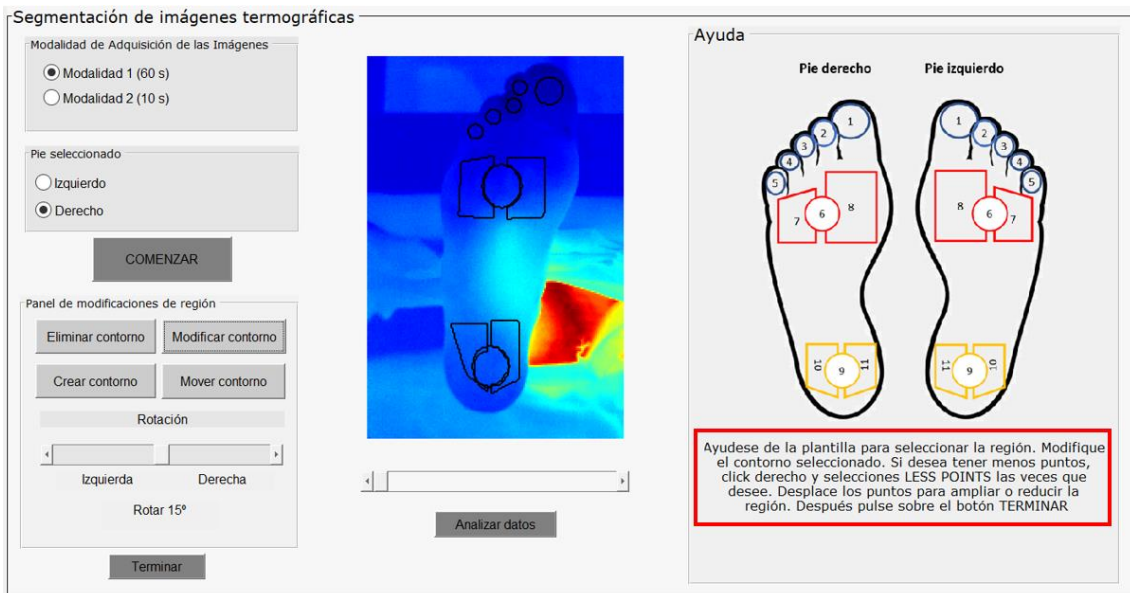 Segmentación de imágenes termográficas
Modalidad de Adquisición de las Imágenes
Modalidad 1 (60 s)
Modalidad 2 (10 s)
Pie seleccionado
Izquierdo
Derecho
COMENZAR
Panel de modificaciones de región
Eliminar contorno
Modificar contorno
Crear contorno
Mover contorno
Rotación
Izquierda
Derecha
Rotar 15º
Terminar
Analizar datos
Ayuda
Pie derecho
Pie izquierdo
1
2
3
4
5
7
6
8
10
9
11
1
2
3
4
5
8
6
7
11
9
10
Ayudese de la plantilla para seleccionar la región. Modifique
el contorno seleccionado. Si desea tener menos puntos,
click derecho y selecciones LESS POINTS las veces que
desee. Desplace los puntos para ampliar o reducir la
región. Después pulse sobre el botón TERMINAR